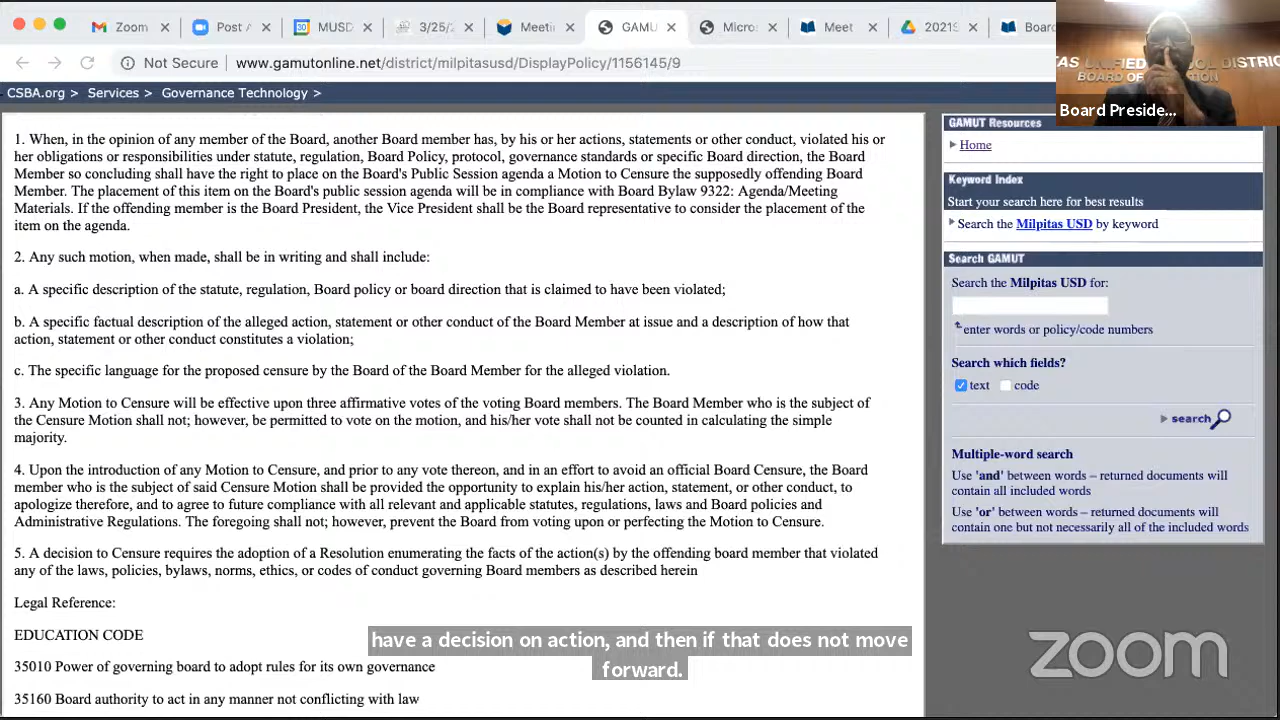 Zoom
Post A
MUSD
3/25/2
Meetin
GAMU
Micros
Meet
2021S
Board
Not Secure
www.gamutonline.net/district/milpitasusd/DisplayPolicy/1156145/9
TAS UNIFIED SCHOOL DISTRI
BOARD OF
Board Preside...
CSBA.org > Services > Governance Technology >
1. When, in the opinion of any member of the Board, another Board member has, by his or her actions, statements or other conduct, violated his or
her obligations or responsibilities under statute, regulation, Board Policy, protocol, governance standards or specific Board direction, the Board
Member so concluding shall have the right to place on the Board's Public Session agenda a Motion to Censure the supposedly offending Board
Member. The placement of this item on the Board's public session agenda will be in compliance with Board Bylaw 9322: Agenda/Meeting
Materials. If the offending member is the Board President, the Vice President shall be the Board representative to consider the placement of the
item on the agenda.
2. Any such motion, when made, shall be in writing and shall include:
a. A specific description of the statute, regulation, Board policy or board direction that is claimed to have been violated;
b. A specific factual description of the alleged action, statement or other conduct of the Board Member at issue and a description of how that
action, statement or other conduct constitutes a violation;
c. The specific language for the proposed censure by the Board of the Board Member for the alleged violation.
3. Any Motion to Censure will be effective upon three affirmative votes of the voting Board members. The Board Member who is the subject of
the Censure Motion shall not; however, be permitted to vote on the motion, and his/her vote shall not be counted in calculating the simple
majority.
4. Upon the introduction of any Motion to Censure, and prior to any vote thereon, and in an effort to avoid an official Board Censure, the Board
member who is the subject of said Censure Motion shall be provided the opportunity to explain his/her action, statement, or other conduct, to
apologize therefore, and to agree to future compliance with all relevant and applicable statutes, regulations, laws and Board policies and
Administrative Regulations. The foregoing shall not; however, prevent the Board from voting upon or perfecting the Motion to Censure.
5. A decision to Censure requires the adoption of a Resolution enumerating the facts of the action(s) by the offending board member that violated
any of the laws, policies, bylaws, norms, ethics, or codes of conduct governing Board members as described herein
Legal Reference:
EDUCATION CODE
35010 Power of governing board to adopt rules for its own governance
35160 Board authority to act in any manner not conflicting with law
GAMUT Resources
Home
Keyword Index
Start your search here for best results
Search the Milpitas USD by keyword
Search GAMUT
Search the Milpitas USD for:
enter words or policy/code numbers
Search which fields?
text code
search
Multiple-word search
Use 'and' between words – returned documents will
contain all included words
Use 'or' between words – returned documents will
contain one but not necessarily all of the included words
have a decision on action, and then if that does not move
forward.
zoom